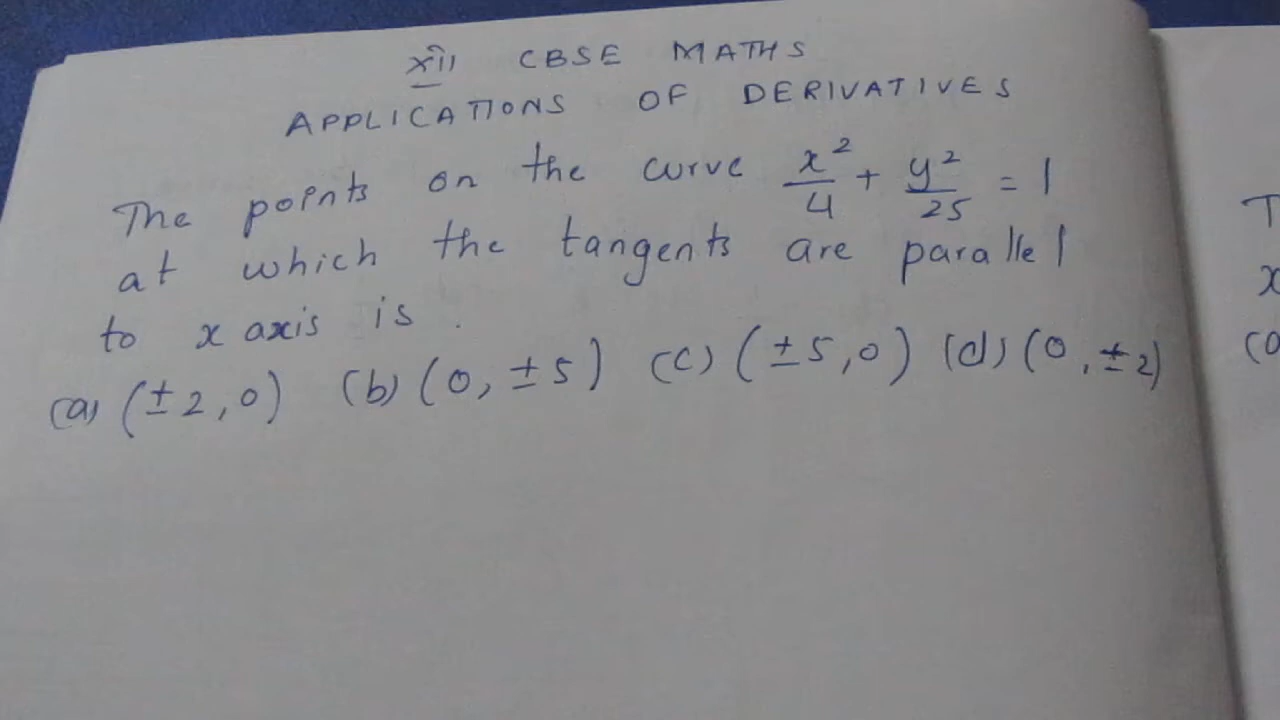 XII CBSE MATHS
APPLICATIONS OF DERIVATIVES
The points on the curve x²/4 + y²/25 = 1
at which the tangents are parallel
to x axis is .
(a) (±2,0) (b) (0, ±5) (c) (±5,0) (d) (0, ±2)
T
x
(a